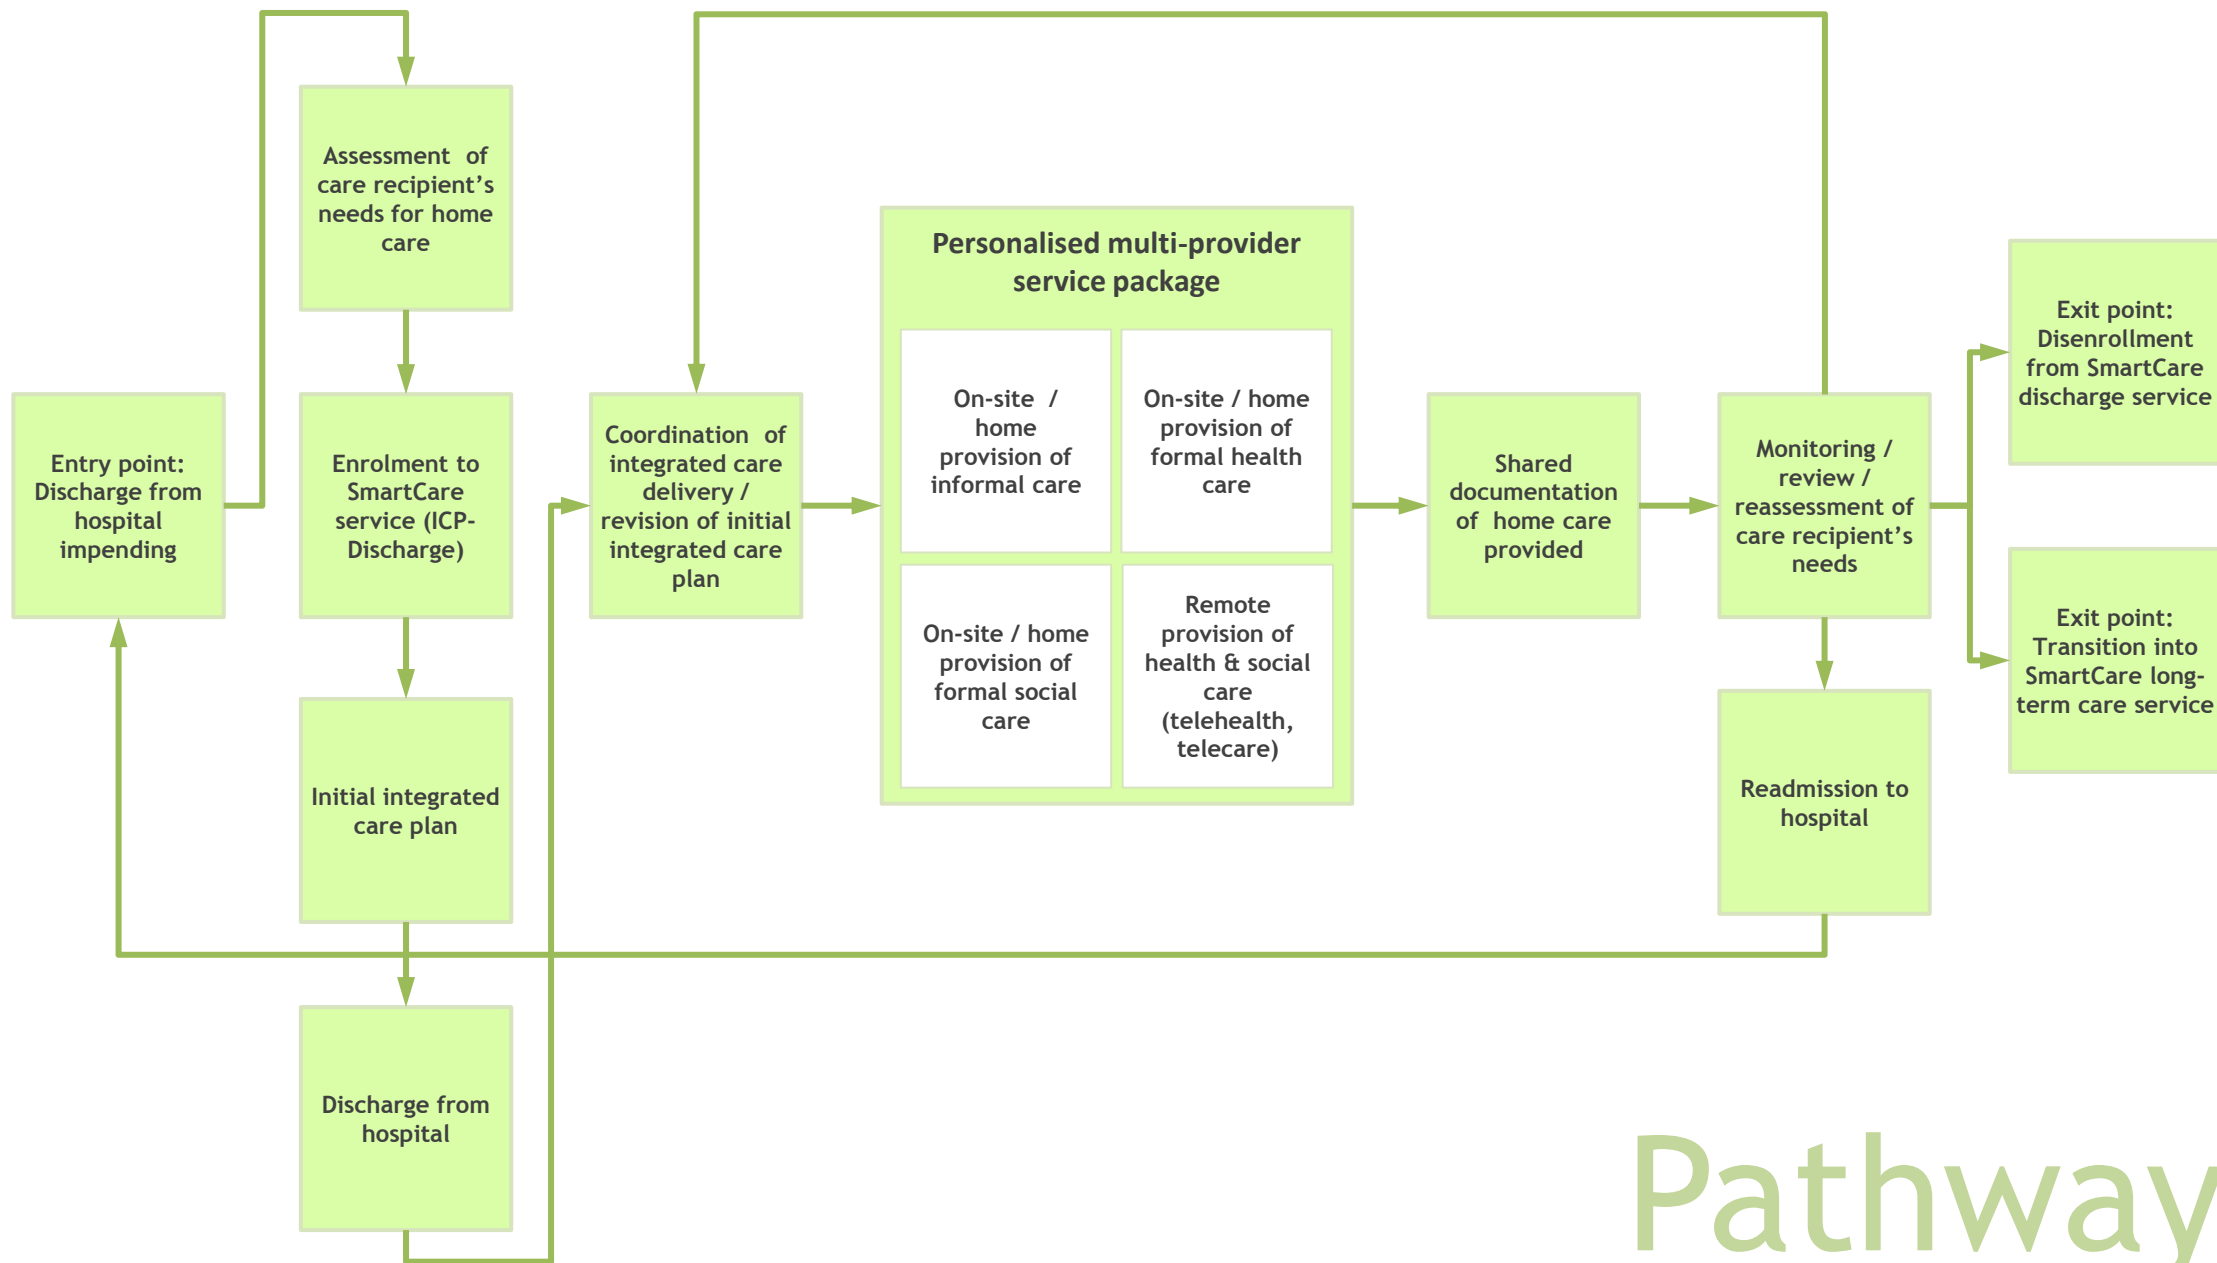 Assessment of
care recipient’s
needs for home
care
Entry point:
Discharge from
hospital
impending
Enrolment to
SmartCare
service (ICP-
Discharge)
Initial integrated
care plan
Discharge from
hospital
Coordination of
integrated care
delivery /
revision of initial
integrated care
plan
Personalised multi-provider
service package
On-site /
home
provision of
informal care
On-site / home
provision of
formal health
care
On-site / home
provision of
formal social
care
Remote
provision of
health & social
care
(telehealth,
telecare)
Shared
documentation
of home care
provided
Monitoring /
review /
reassessment of
care recipient’s
needs
Readmission to
hospital
Exit point:
Disenrollment
from SmartCare
discharge service
Exit point:
Transition into
SmartCare long-
term care service
Pathway